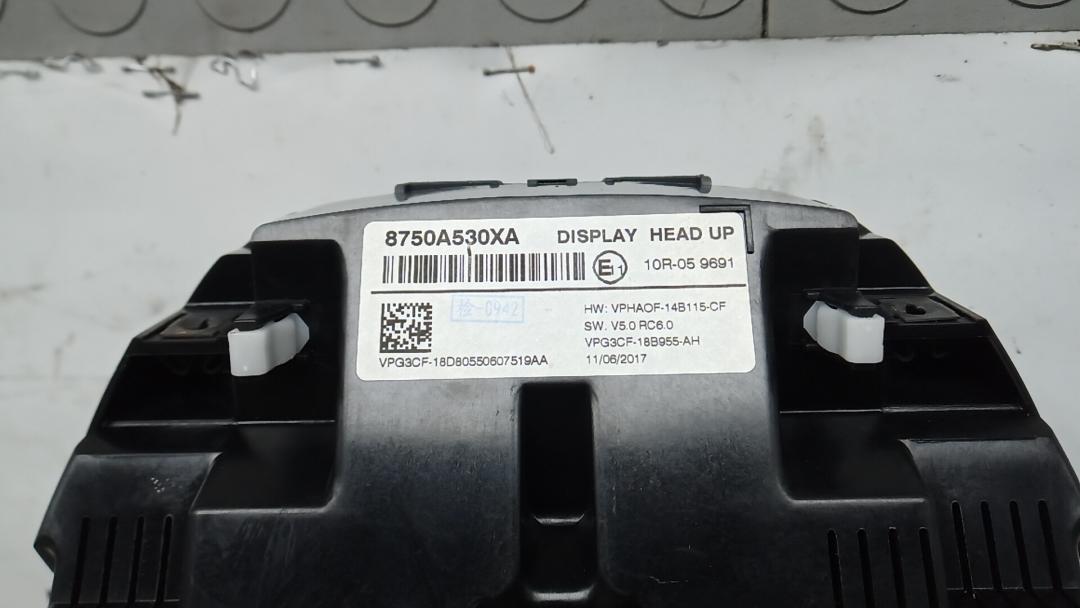 8750A530XA DISPLAY HEAD UP
E11 10R-05 9691
检-0942 HW: VPHAOF-14B115-CF
SW. V5.0 RC6.0
VPG3CF-18B955-AH
VPG3CF-18D80550607519AA 11/06/2017